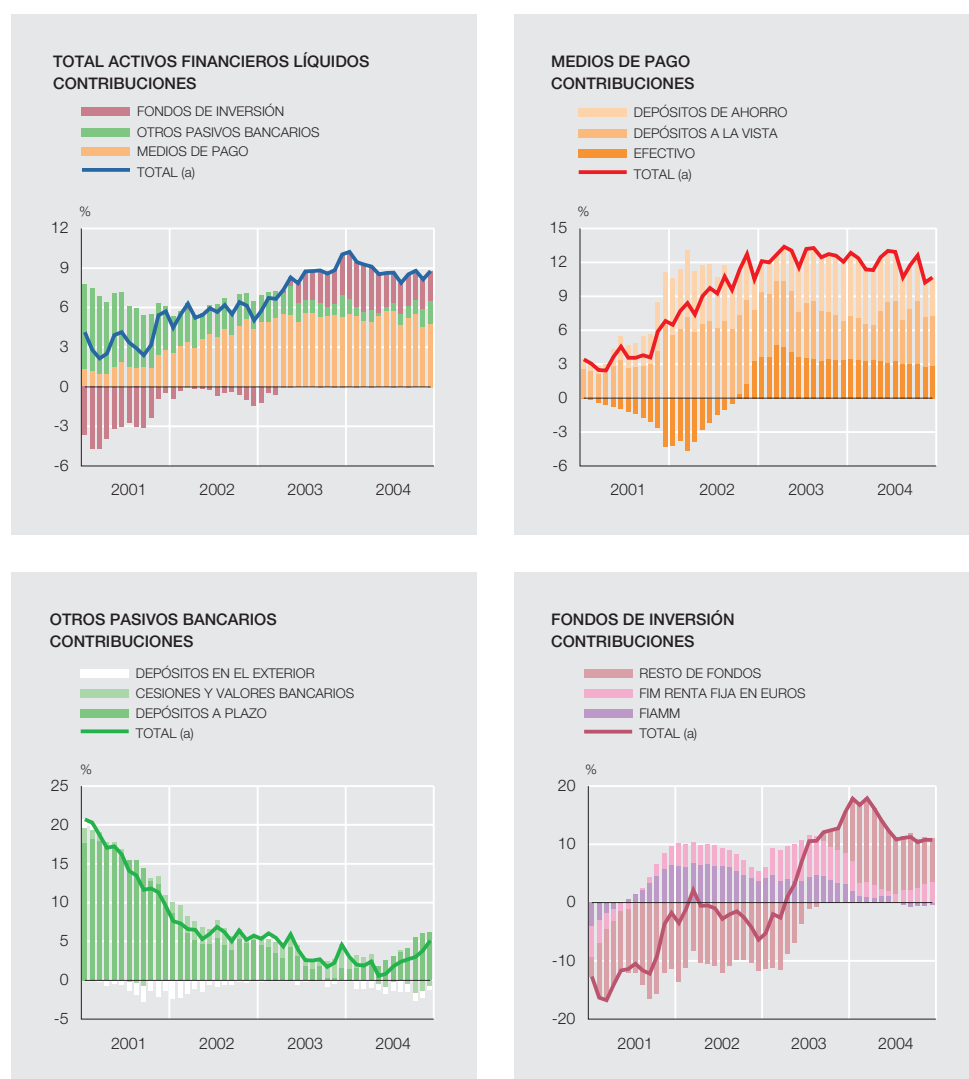 TOTAL ACTIVOS FINANCIEROS LÍQUIDOS
CONTRIBUCIONES
FONDOS DE INVERSIÓN
OTROS PASIVOS BANCARIOS
MEDIOS DE PAGO
TOTAL (a)
%
12
9
6
3
0
-3
-6
2001 2002 2003 2004
MEDIOS DE PAGO
CONTRIBUCIONES
DEPÓSITOS DE AHORRO
DEPÓSITOS A LA VISTA
EFECTIVO
TOTAL (a)
%
15
12
9
6
3
0
-3
-6
2001 2002 2003 2004
OTROS PASIVOS BANCARIOS
CONTRIBUCIONES
DEPÓSITOS EN EL EXTERIOR
CESIONES Y VALORES BANCARIOS
DEPÓSITOS A PLAZO
TOTAL (a)
%
25
20
15
10
5
0
-5
2001 2002 2003 2004
FONDOS DE INVERSIÓN
CONTRIBUCIONES
RESTO DE FONDOS
FIM RENTA FIJA EN EUROS
FIAMM
TOTAL (a)
%
20
10
0
-10
-20
2001 2002 2003 2004